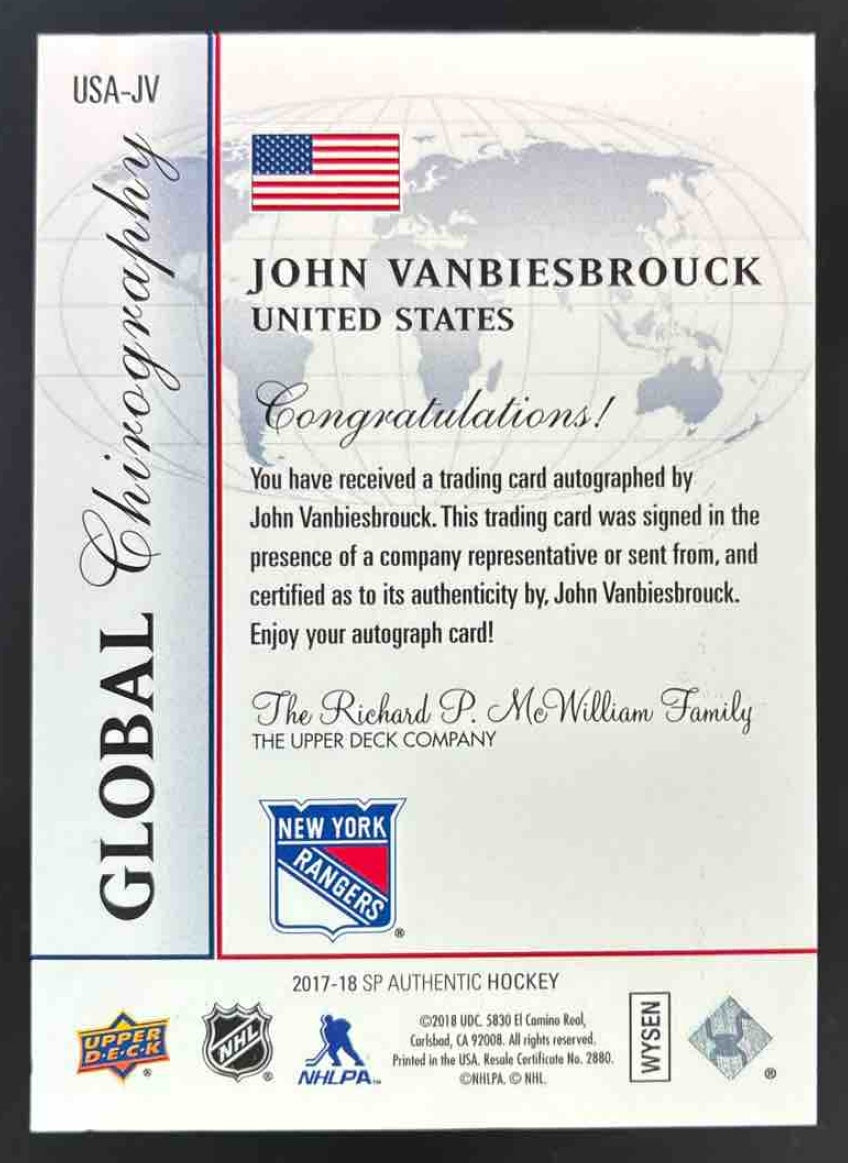 USA-JV
GLOBAL Chirography
JOHN VANBIESBROUCK
UNITED STATES
Congratulations!
You have received a trading card autographed by
John Vanbiesbrouck. This trading card was signed in the
presence of a company representative or sent from, and
certified as to its authenticity by, John Vanbiesbrouck.
Enjoy your autograph card!
The Richard P. McWilliam Family
THE UPPER DECK COMPANY
NEW YORK
RANGERS
®
2017-18 SP AUTHENTIC HOCKEY
UPPER
D·E·C·K
®
NHL
®
NHLPA™
©2018 UDC. 5830 El Camino Real,
Carlsbad, CA 92008. All rights reserved.
Printed in the USA. Resale Certificate No. 2880.
©NHLPA. © NHL.
WYSEN
®